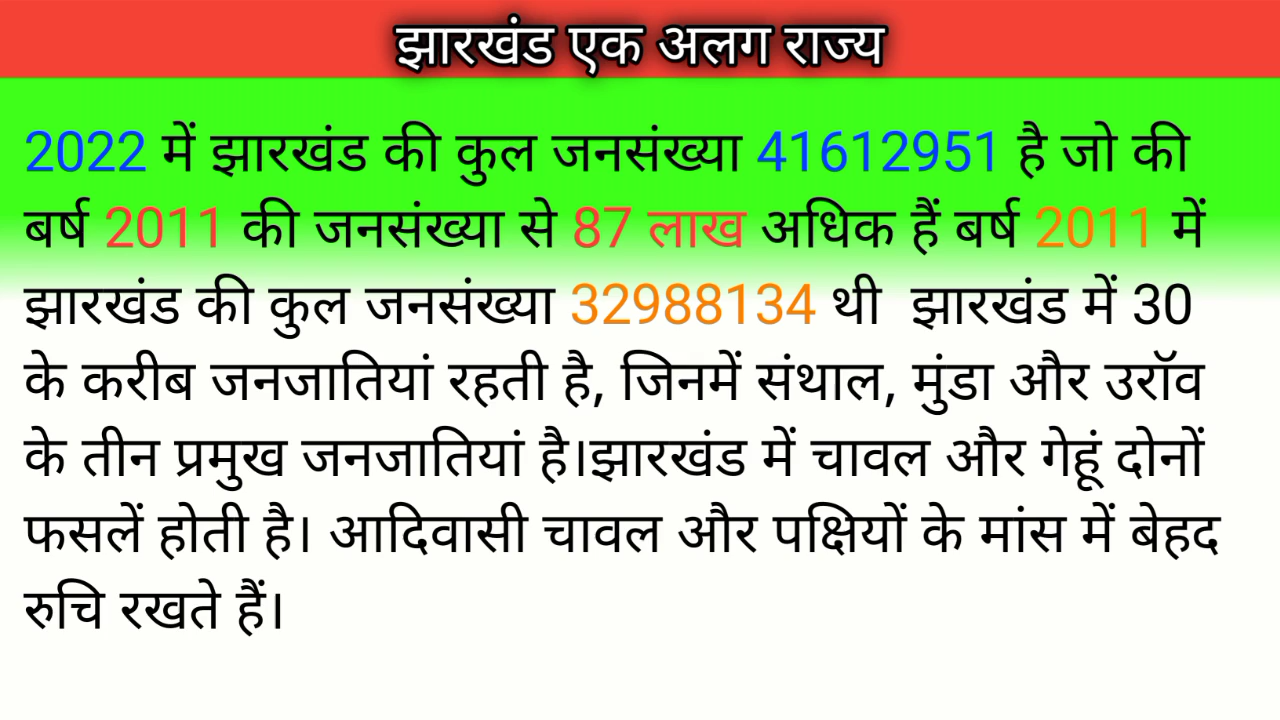 झारखंड एक अलग राज्य
2022 में झारखंड की कुल जनसंख्या 41612951 है जो की
बर्ष 2011 की जनसंख्या से 87 लाख अधिक हैं बर्ष 2011 में
झारखंड की कुल जनसंख्या 32988134 थी झारखंड में 30
के करीब जनजातियां रहती है, जिनमें संथाल, मुंडा और उरॉव
के तीन प्रमुख जनजातियां है।झारखंड में चावल और गेहूं दोनों
फसलें होती है। आदिवासी चावल और पक्षियों के मांस में बेहद
रुचि रखते हैं।